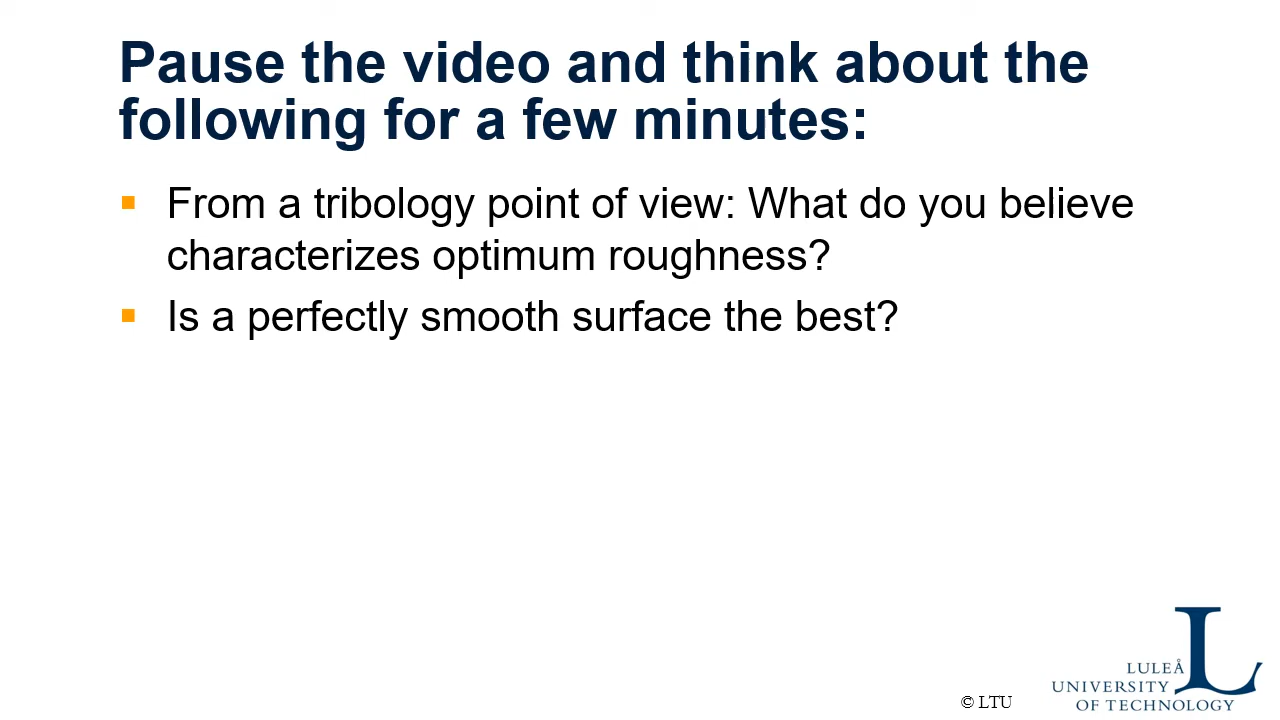 Pause the video and think about the
following for a few minutes:
From a tribology point of view: What do you believe
characterizes optimum roughness?
Is a perfectly smooth surface the best?
© LTU
LULEÅ
UNIVERSITY
OF TECHNOLOGY
L